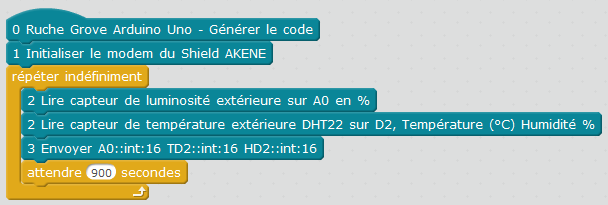 0 Ruche Grove Arduino Uno - Générer le code
1 Initialiser le modem du Shield AKENE
répéter indéfiniment
2 Lire capteur de luminosité extérieure sur A0 en %
2 Lire capteur de température extérieure DHT22 sur D2, Température (°C) Humidité %
3 Envoyer A0::int:16 TD2::int:16 HD2::int:16
attendre 900 secondes